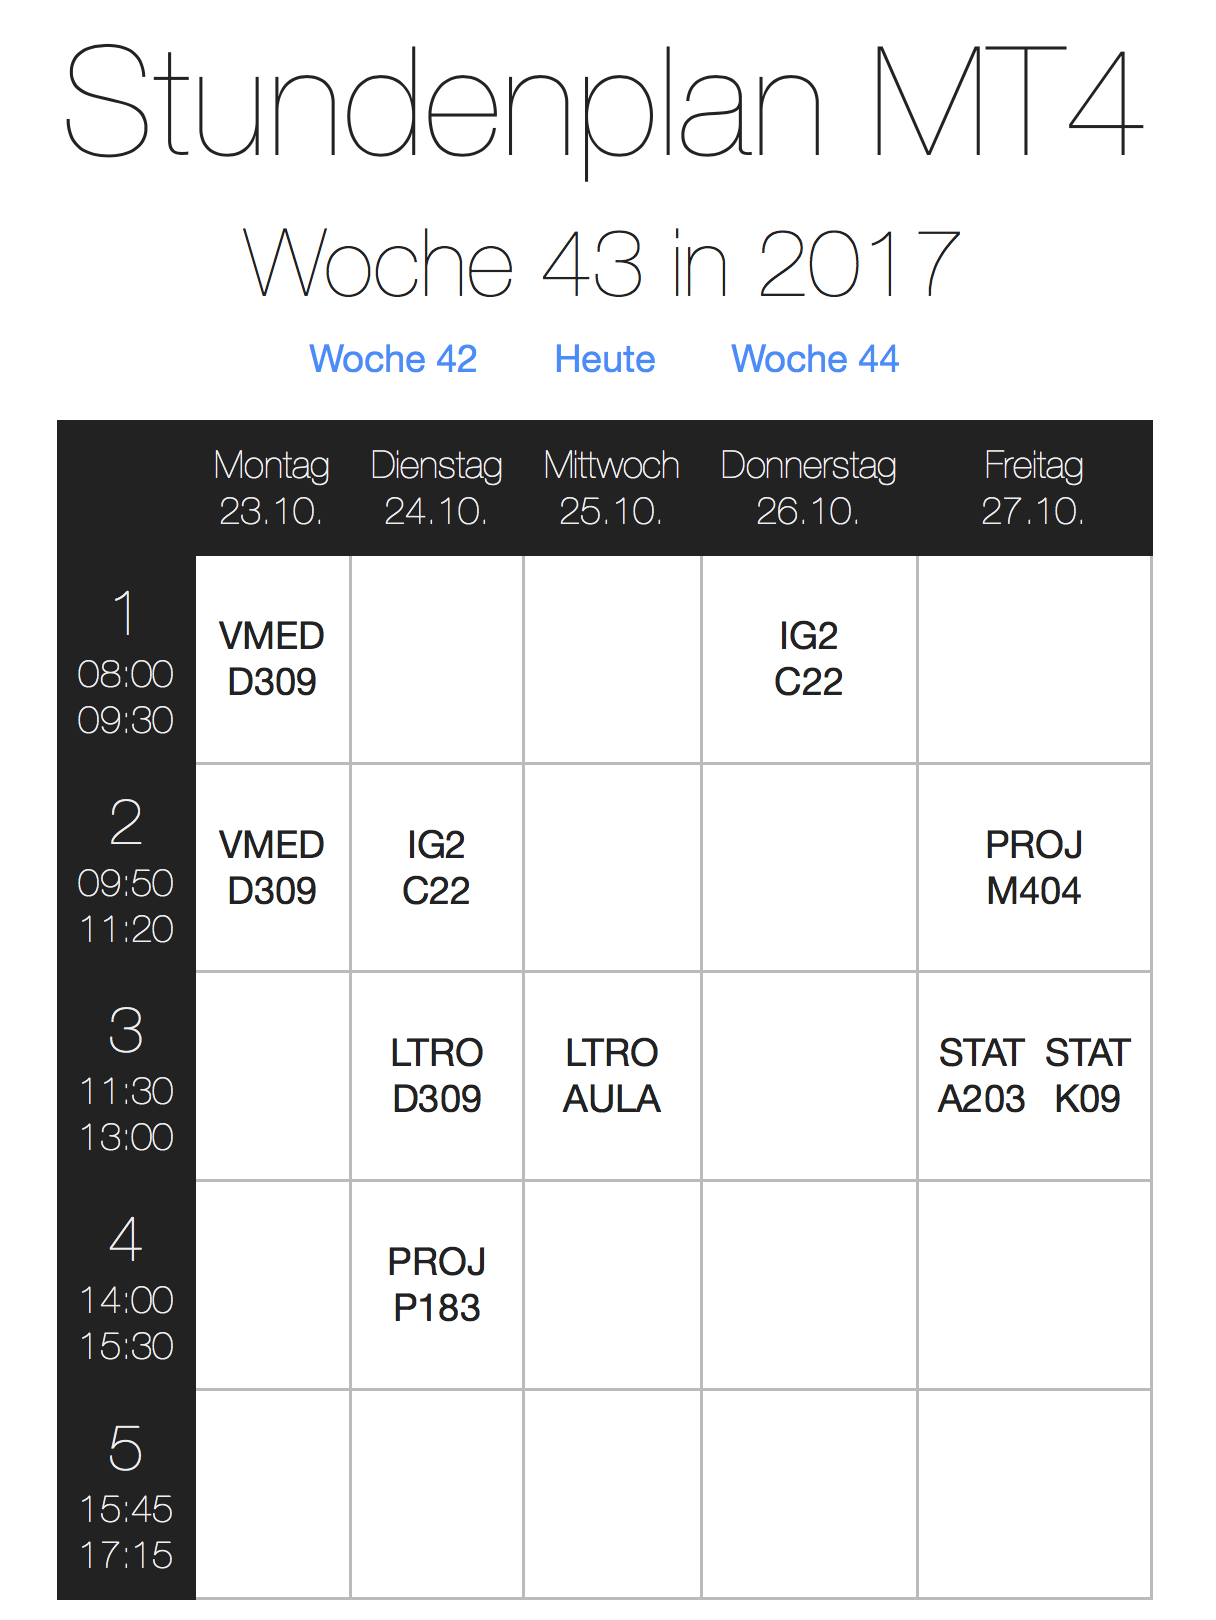 Stundenplan MT4
Woche 43 in 2017
Woche 42 Heute Woche 44
Montag Dienstag Mittwoch Donnerstag Freitag
23.10. 24.10. 25.10. 26.10. 27.10.
1
08:00
09:30
VMED IG2
D309 C22
2
09:50
11:20
VMED IG2 PROJ
D309 C22 M404
3
11:30
13:00
LTRO LTRO STAT STAT
D309 AULA A203 K09
4
14:00
15:30
PROJ
P183
5
15:45
17:15